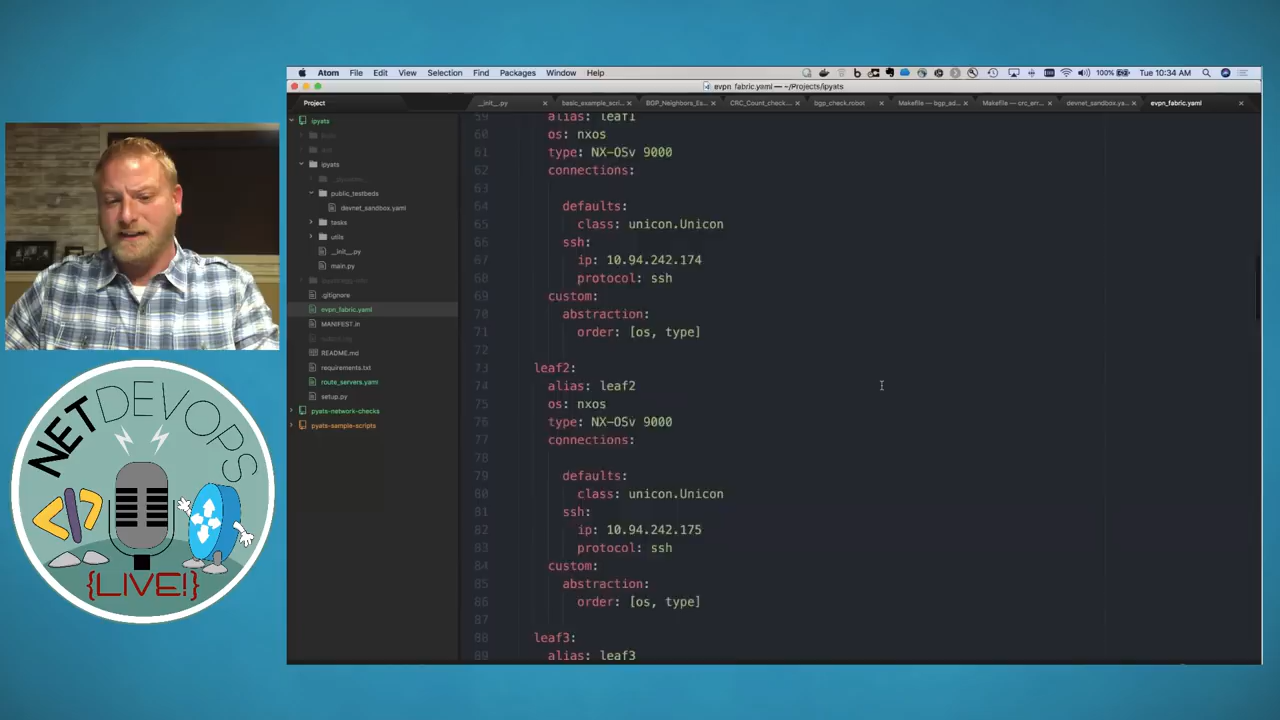 Atom File Edit View Selection Find Packages Window Help 100% Tue 10:34 AM
evpn_fabric.yaml — ~/Projects/ipyats
Project
__init__.py
basic_example_scri...
BGP_Neighbors_Es...
CRC_Count_check....
bgp_check.robot
Makefile — bgp_ad...
Makefile — crc_err...
devnet_sandbox.ya...
evpn_fabric.yaml
ipyats
ipyats
public_testbeds
devnet_sandbox.yaml
tasks
utils
__init__.py
main.py
.gitignore
evpn_fabric.yaml
MANIFEST.in
README.md
requirements.txt
route_servers.yaml
setup.py
pyats-network-checks
pyats-sample-scripts
59 alias: leaf1
60 os: nxos
61 type: NX-OSv 9000
62 connections:
63
64 defaults:
65 class: unicon.Unicon
66 ssh:
67 ip: 10.94.242.174
68 protocol: ssh
69 custom:
70 abstraction:
71 order: [os, type]
72
73 leaf2:
74 alias: leaf2
75 os: nxos
76 type: NX-OSv 9000
77 connections:
78
79 defaults:
80 class: unicon.Unicon
81 ssh:
82 ip: 10.94.242.175
83 protocol: ssh
84 custom:
85 abstraction:
86 order: [os, type]
87
88 leaf3:
89 alias: leaf3
NETDEVOPS
</>
{LIVE!}